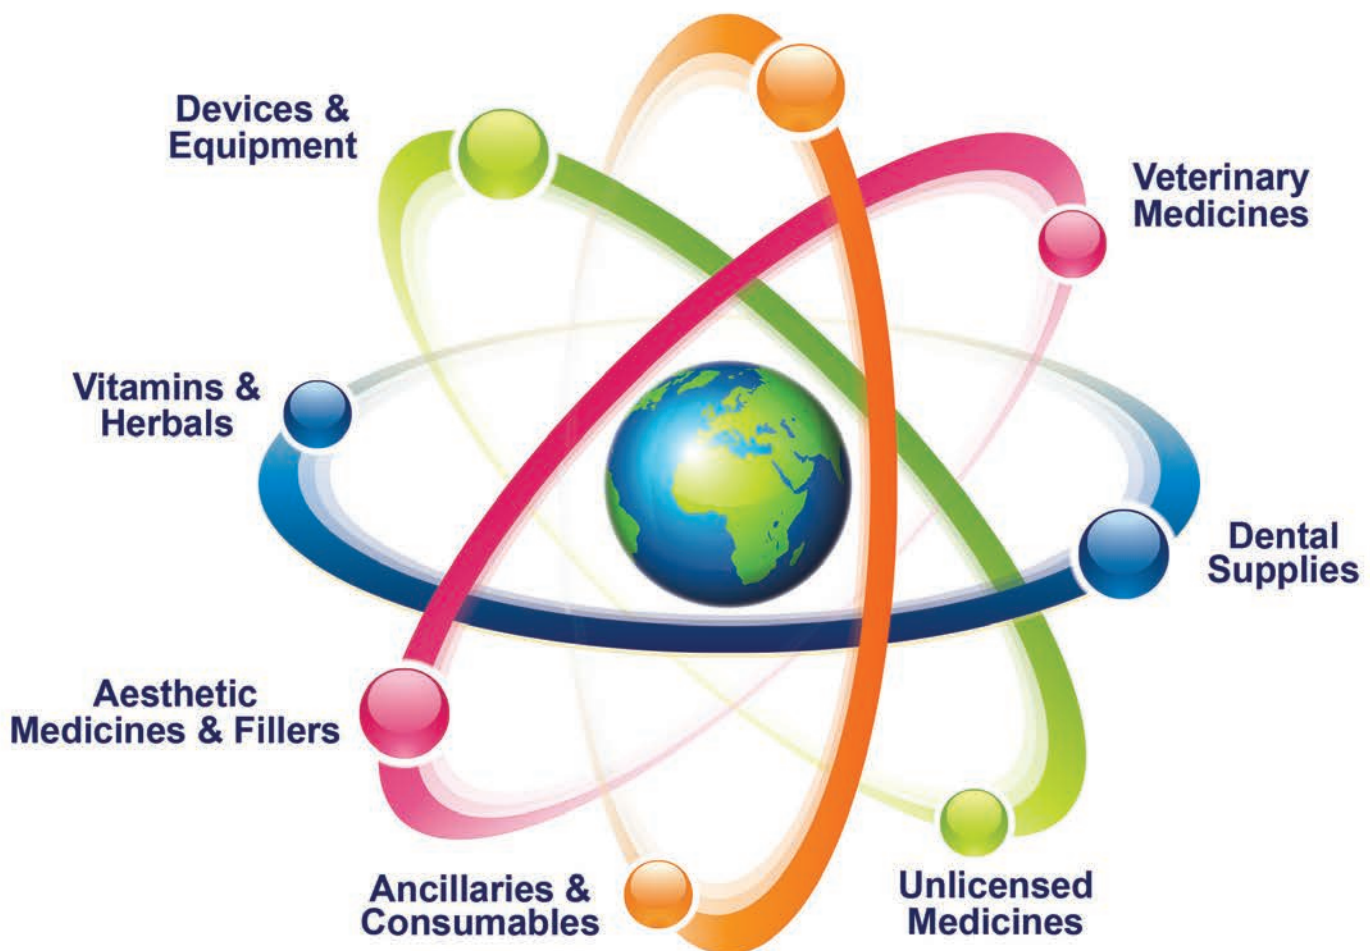 Devices &
Equipment
Veterinary
Medicines
Vitamins &
Herbals
Dental
Supplies
Aesthetic
Medicines & Fillers
Ancillaries &
Consumables
Unlicensed
Medicines